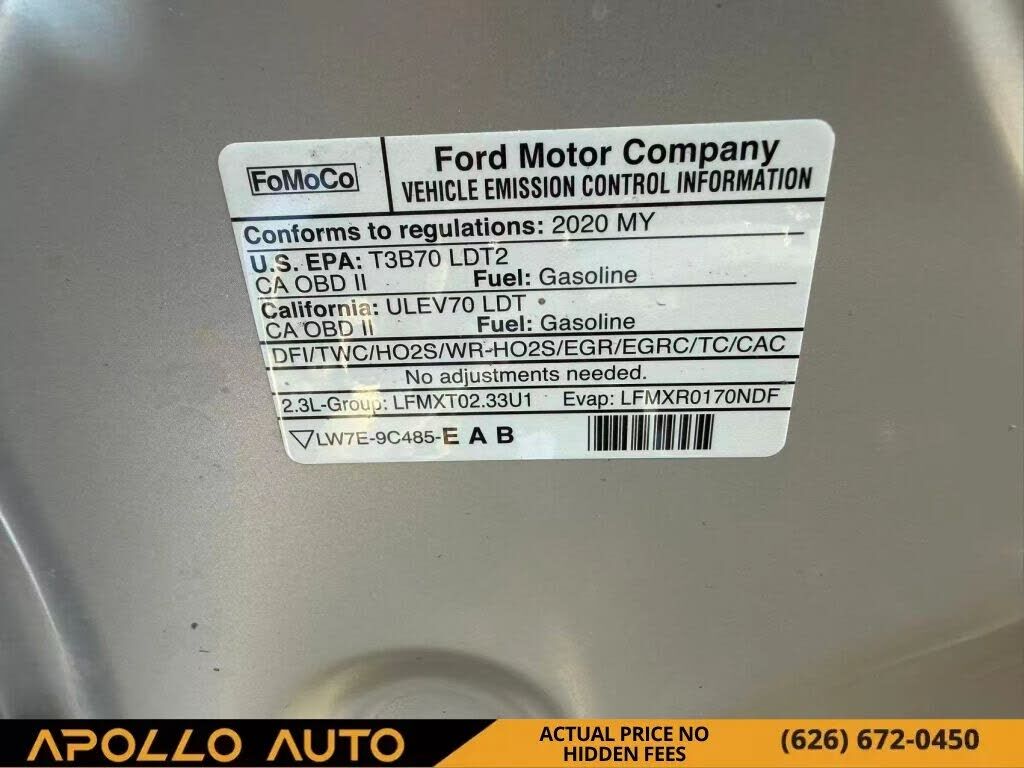 FoMoCo
Ford Motor Company
VEHICLE EMISSION CONTROL INFORMATION
Conforms to regulations: 2020 MY
U.S. EPA: T3B70 LDT2
CA OBD II Fuel: Gasoline
California: ULEV70 LDT
CA OBD II Fuel: Gasoline
DFI/TWC/HO2S/WR-HO2S/EGR/EGRC/TC/CAC
No adjustments needed.
2.3L-Group: LFMXT02.33U1 Evap: LFMXR0170NDF
LW7E-9C485-E A B
APOLLO AUTO
ACTUAL PRICE NO
HIDDEN FEES
(626) 672-0450